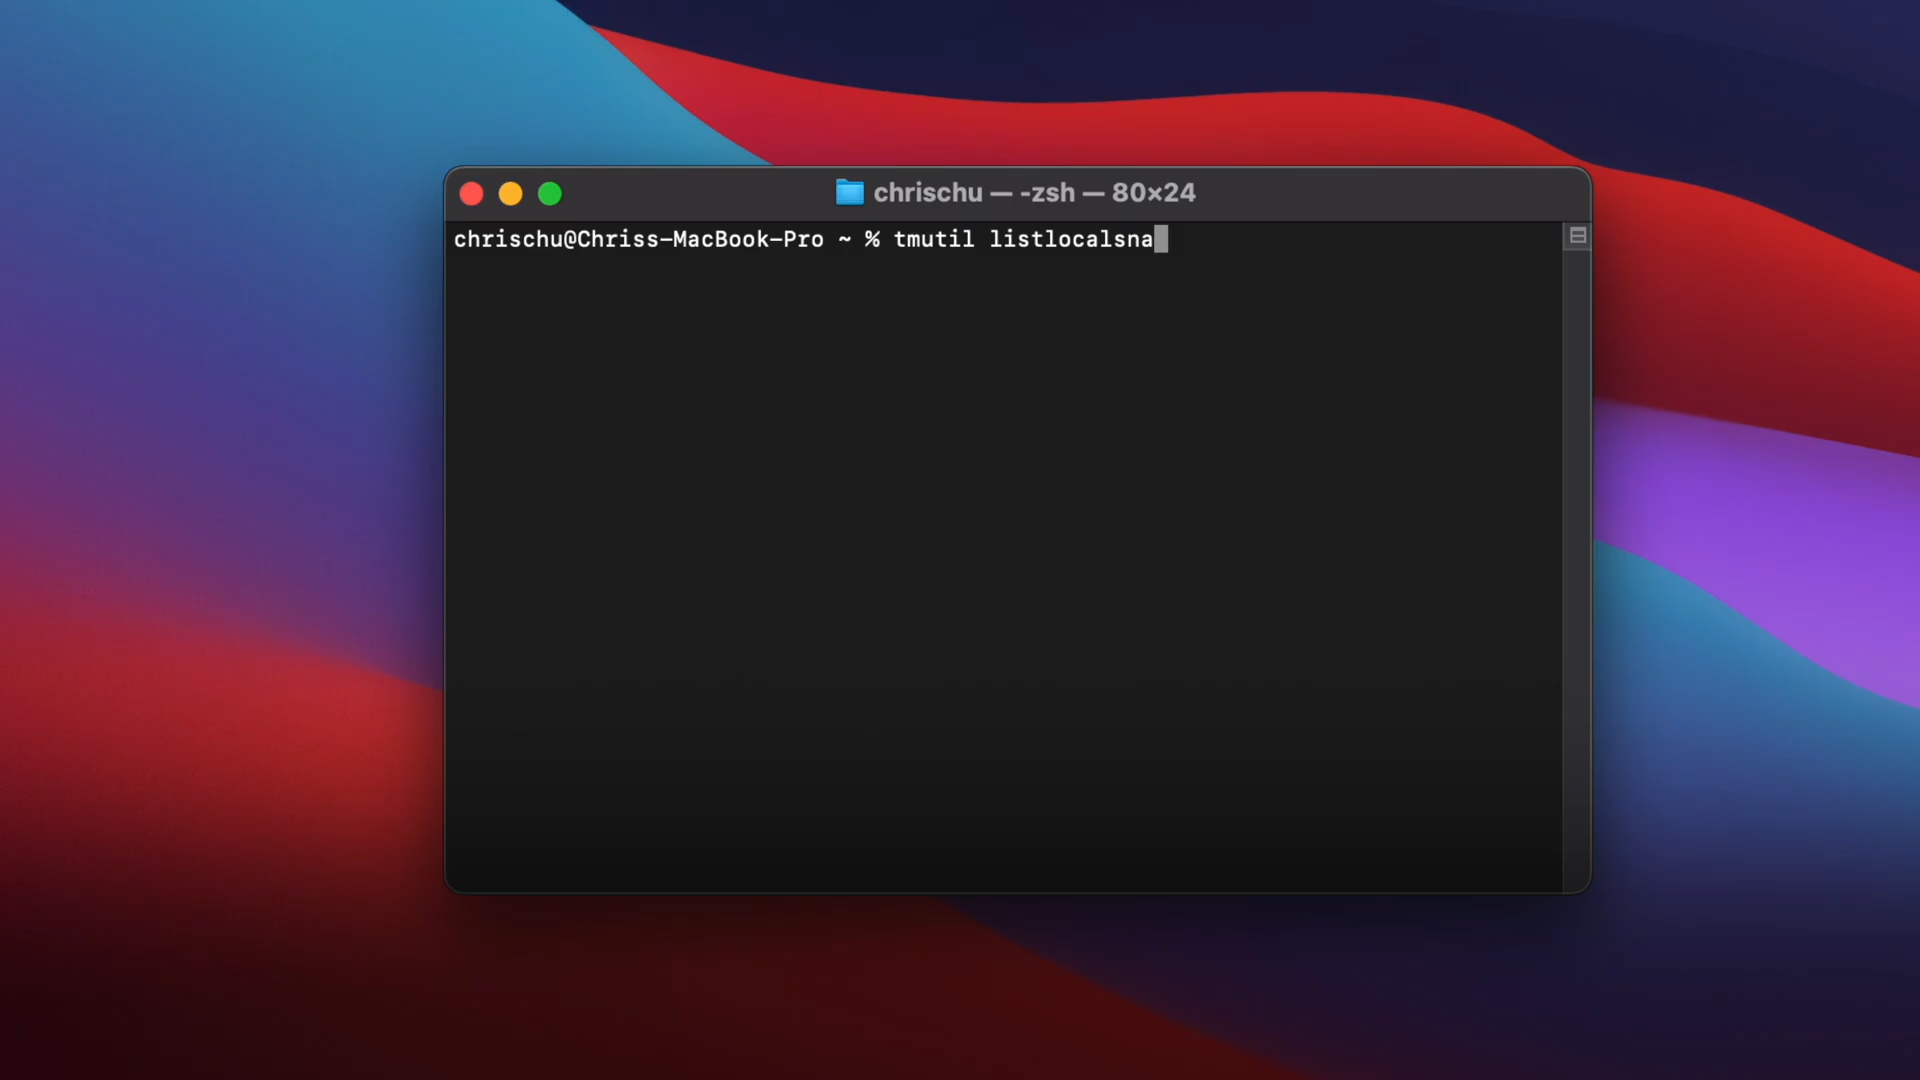 chrischu — -zsh — 80×24
chrischu@Chriss-MacBook-Pro ~ % tmutil listlocalsna